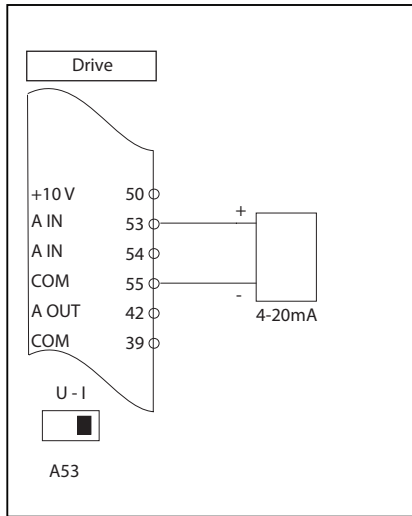 Drive
+10 V 50
A IN 53 +
A IN 54
COM 55 -
A OUT 42 4-20mA
COM 39
U - I
A53